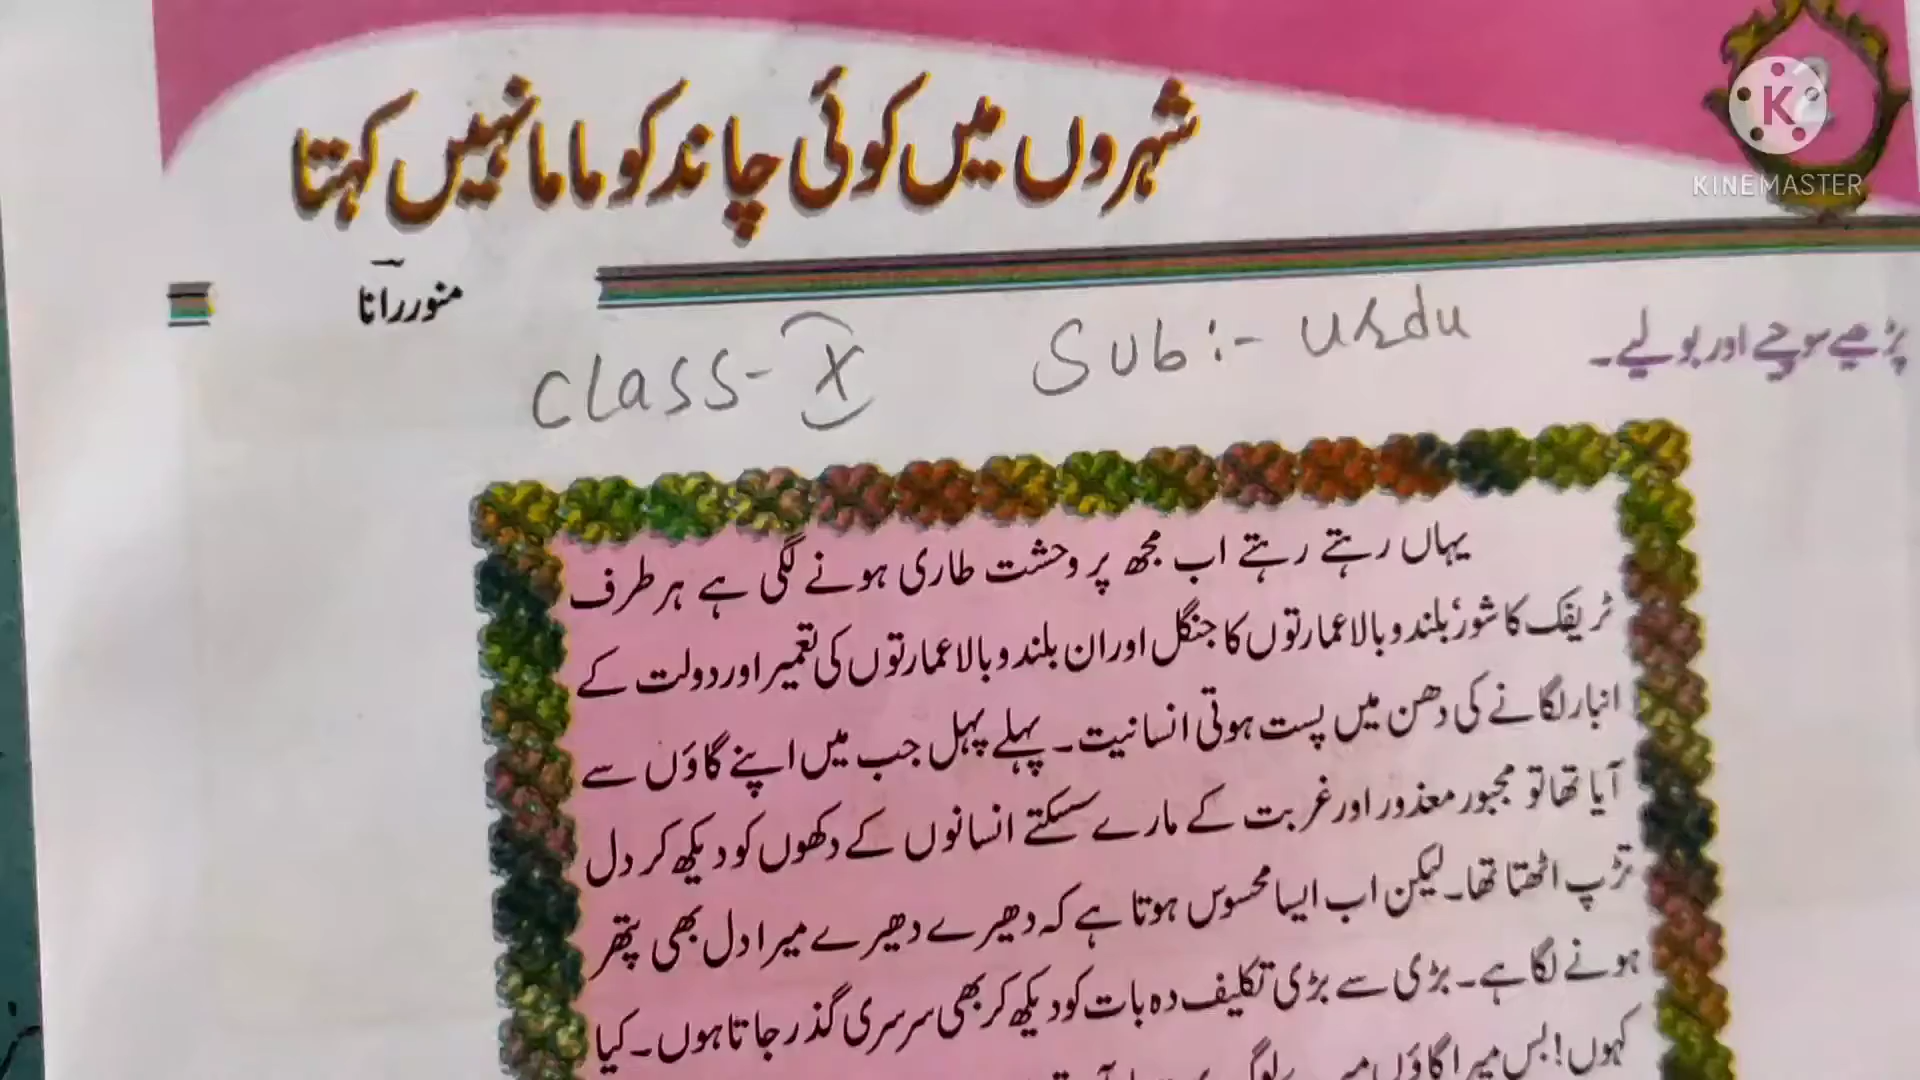 شہروں میں کوئی چاند کو ماما نہیں کہتا
K
KINEMASTER
منور رانا
Class- X Sub:- Urdu
پڑھیے سوچیے اور بولیے۔
یہاں رہتے رہتے اب مجھ پر وحشت طاری ہونے لگی ہے ہر طرف
ٹریفک کا شور، بلند و بالا عمارتوں کا جنگل اور ان بلند و بالا عمارتوں کی تعمیر اور دولت کے
انبار لگانے کی دھن میں پست ہوتی انسانیت۔ پہلے پہل جب میں اپنے گاؤں سے
آیا تھا تو مجبور معذور اور غربت کے مارے سسکتے انسانوں کے دکھوں کو دیکھ کر دل
تڑپ اٹھتا تھا۔ لیکن اب ایسا محسوس ہوتا ہے کہ دھیرے دھیرے میرا دل بھی پتھر
ہونے لگا ہے۔ بڑی سے بڑی تکلیف دہ بات کو دیکھ کر بھی سرسری گذر جاتا ہوں۔ کیا
کہوں! بس میرا گاؤں